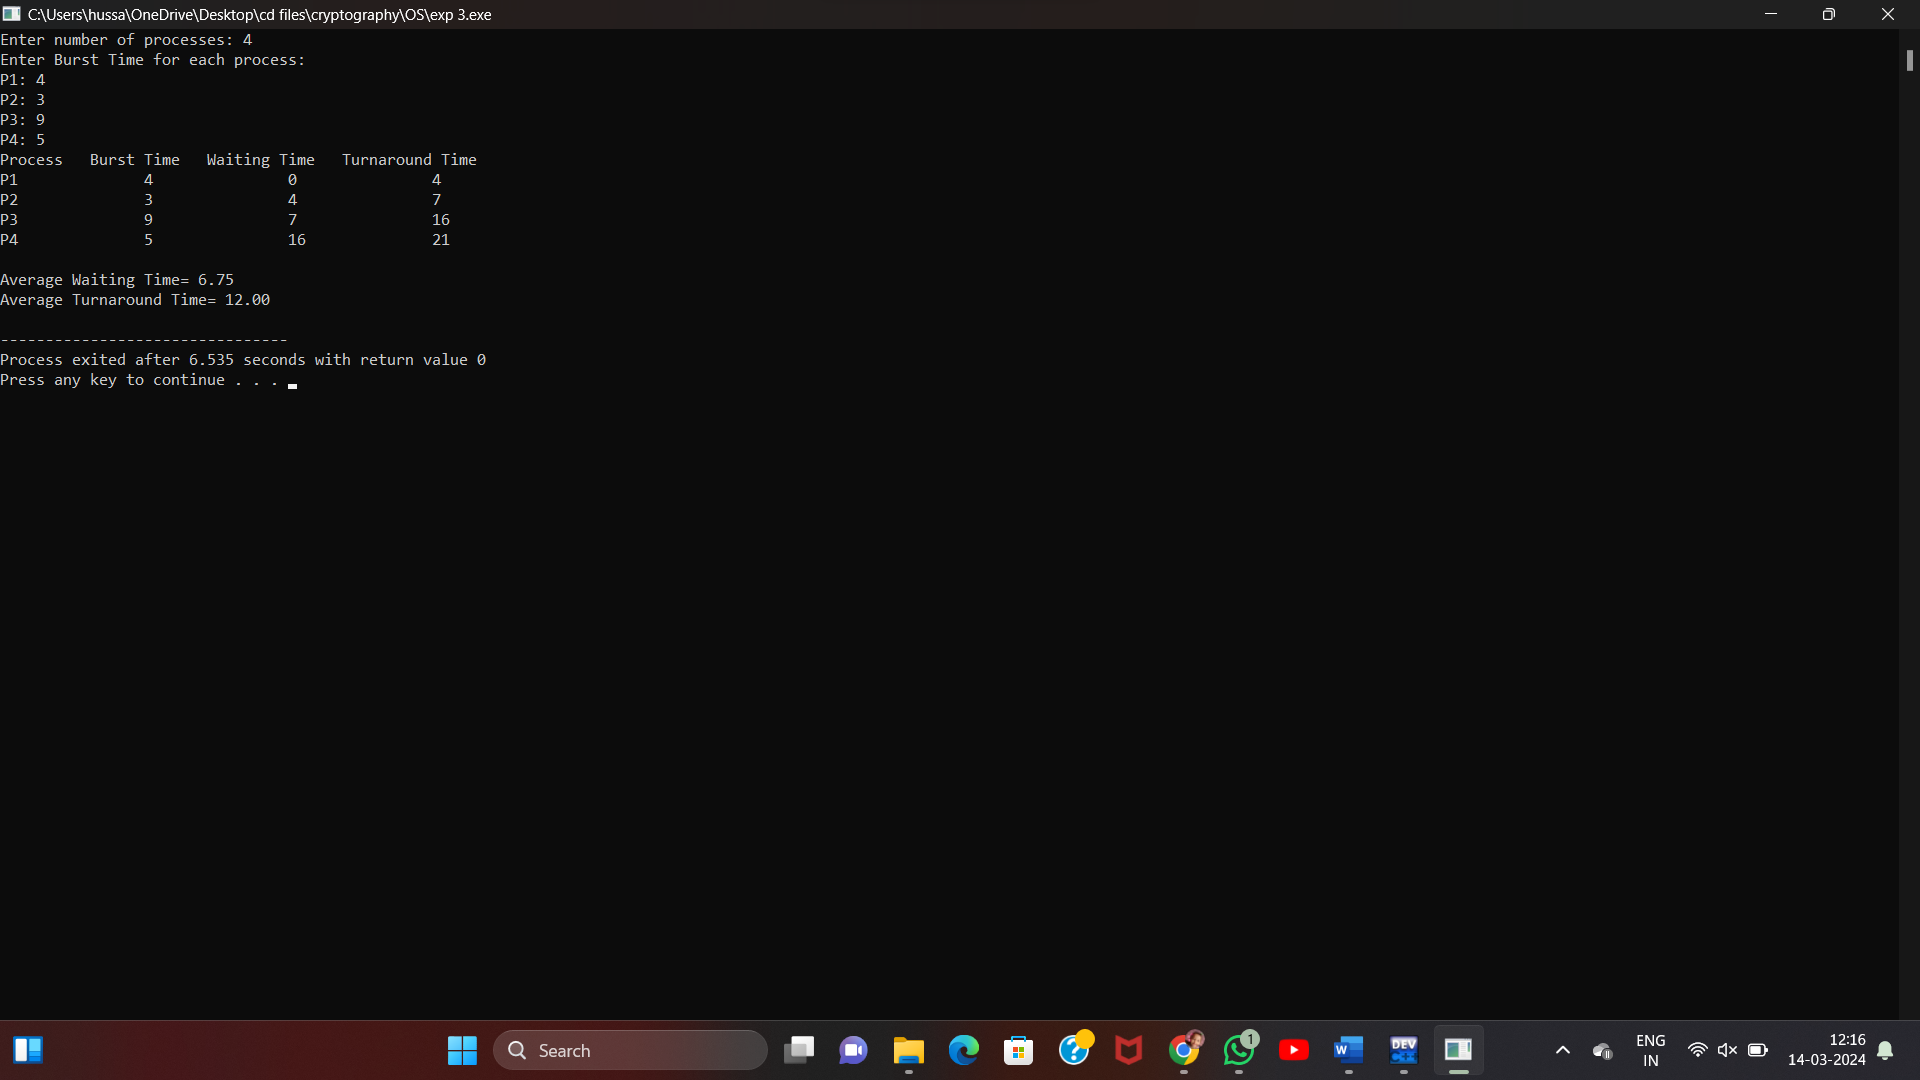 C:\Users\hussa\OneDrive\Desktop\cd files\cryptography\OS\exp 3.exe
Enter number of processes: 4
Enter Burst Time for each process:
P1: 4
P2: 3
P3: 9
P4: 5
Process   Burst Time   Waiting Time   Turnaround Time
P1              4               0               4
P2              3               4               7
P3              9               7               16
P4              5               16              21
Average Waiting Time= 6.75
Average Turnaround Time= 12.00
--------------------------------
Process exited after 6.535 seconds with return value 0
Press any key to continue . . .
Search
1
W
DEV
C++
ENG
IN
12:16
14-03-2024